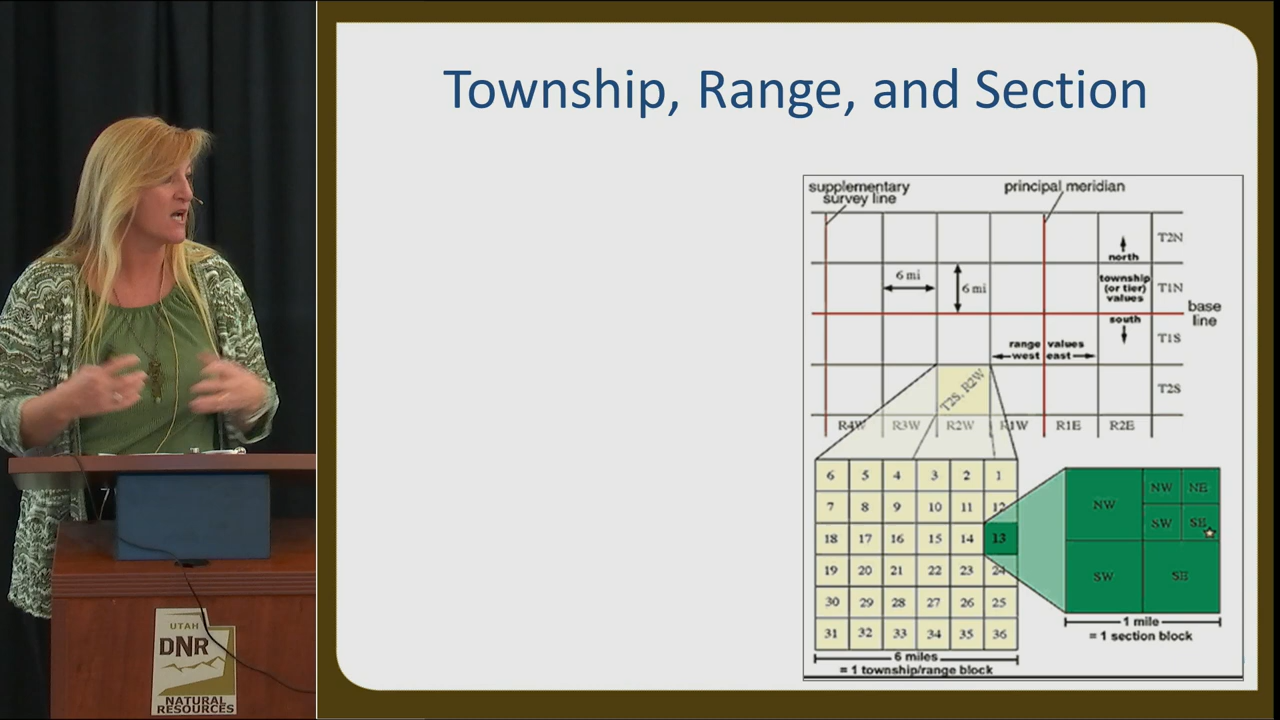 Township, Range, and Section
supplementary
survey line
principal meridian
T2N
north
6 mi
6 mi
township
(or tier)
values
T1N
base
line
south
range values
west east
T1S
T2S, R2W
T2S
R4W R3W R2W R1W R1E R2E
6 5 4 3 2 1
7 8 9 10 11 12
18 17 16 15 14 13
19 20 21 22 23 24
30 29 28 27 26 25
31 32 33 34 35 36
NW NW NE
SW SE
SW SE
1 mile
= 1 section block
6 miles
= 1 township/range block
UTAH
DNR
NATURAL
RESOURCES